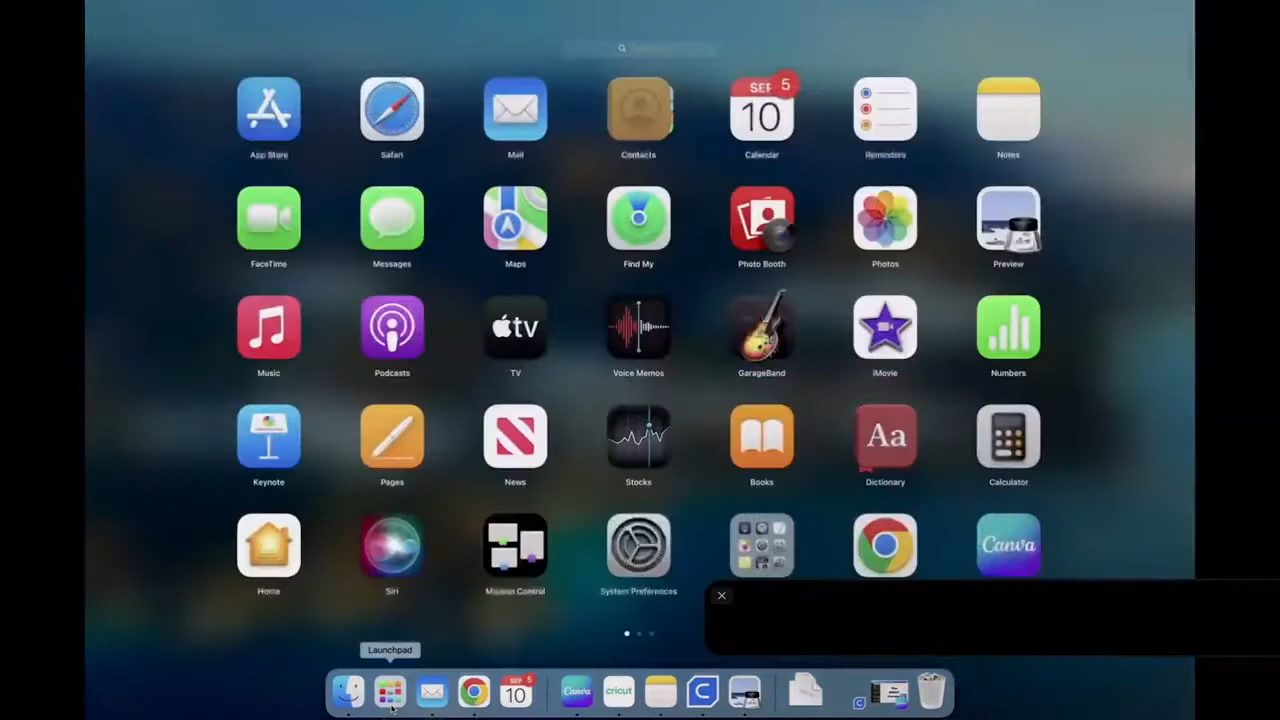 SEP 5
10
App Store Safari Mail Contacts Calendar Reminders Notes
FaceTime Messages Maps Find My Photo Booth Photos Preview
tv
Music Podcasts TV Voice Memos GarageBand iMovie Numbers
Aa
Keynote Pages News Stocks Books Dictionary Calculator
Canva
Home Siri Mission Control System Preferences
Launchpad
SEP 5
10 Canva cricut